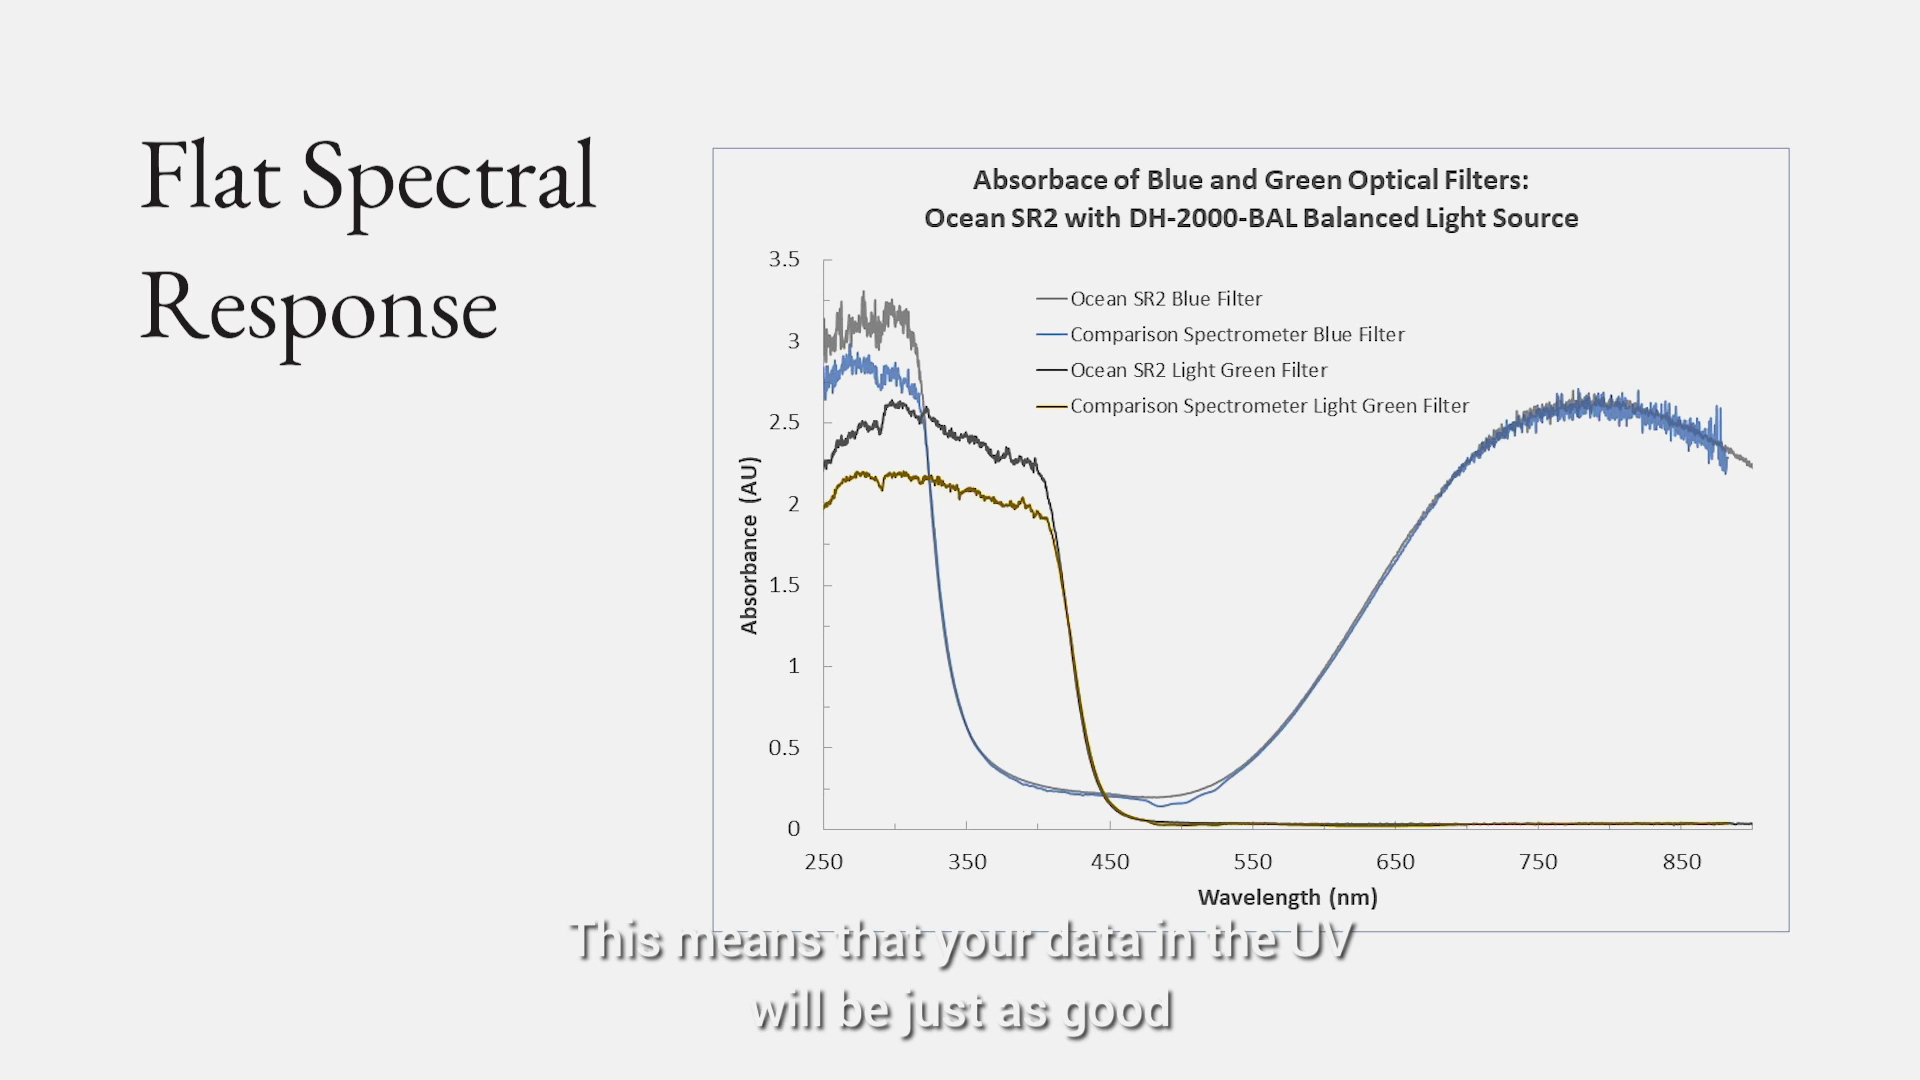 Flat Spectral
Response
Absorbace of Blue and Green Optical Filters:
Ocean SR2 with DH-2000-BAL Balanced Light Source
3.5
3
2.5
2
1.5
1
0.5
0
Absorbance (AU)
Ocean SR2 Blue Filter
Comparison Spectrometer Blue Filter
Ocean SR2 Light Green Filter
Comparison Spectrometer Light Green Filter
250 350 450 550 650 750 850
Wavelength (nm)
This means that your data in the UV
will be just as good